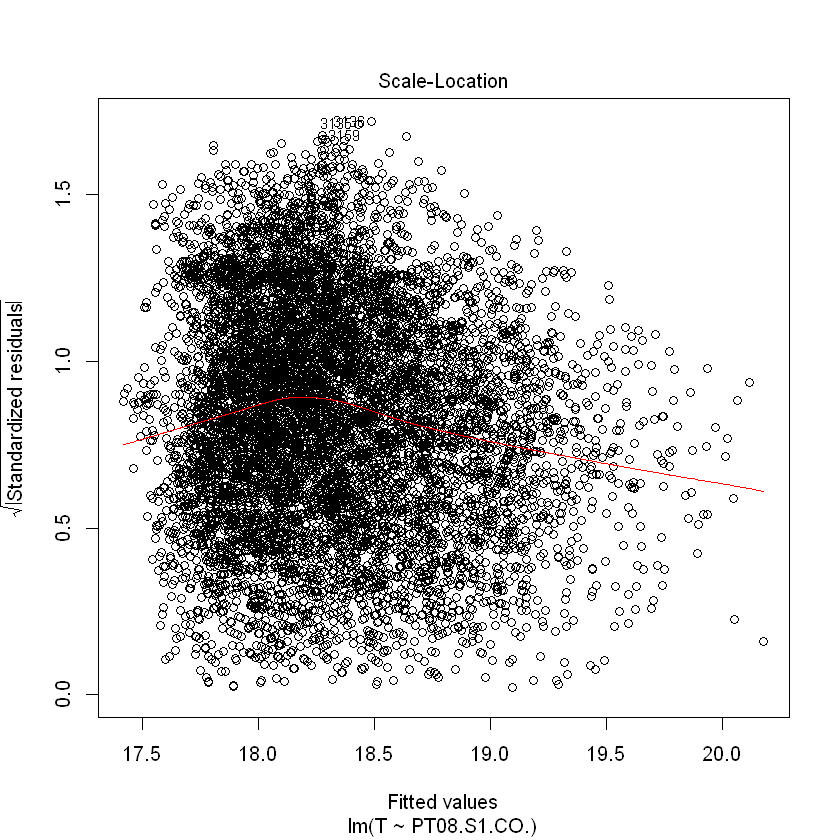 Scale-Location
3159
√|Standardized residuals|
0.0
0.5
1.0
1.5
17.5
18.0
18.5
19.0
19.5
20.0
Fitted values
lm(T ~ PT08.S1.CO.)